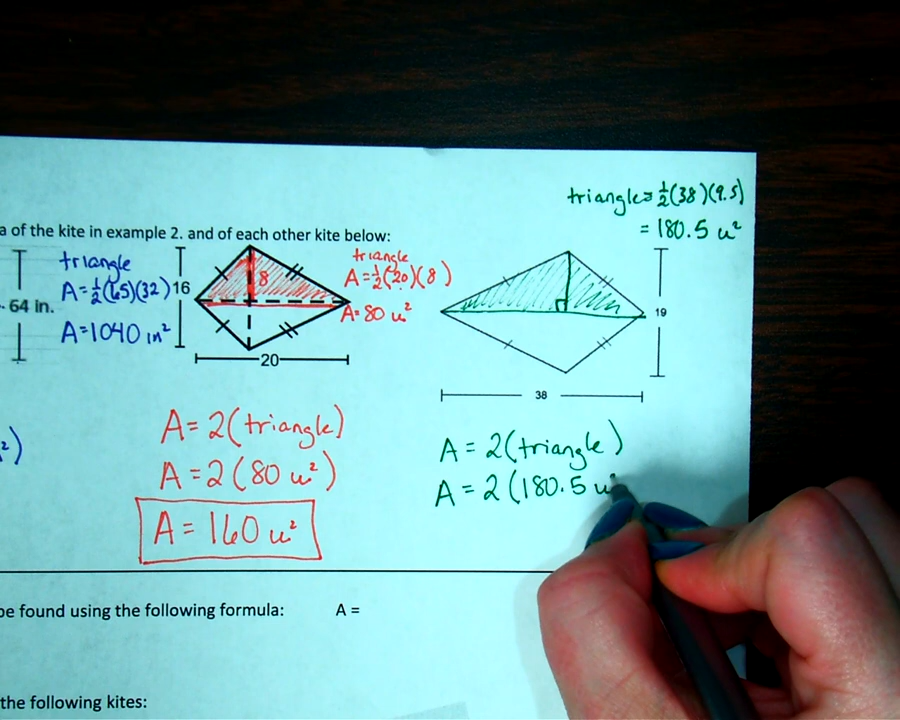 triangle= ½(38)(9.5)
= 180.5 u²
a of the kite in example 2. and of each other kite below:
triangle
A=½(65)(32)
A=1040 in²
64 in.
16
8
20
triangle
A=½(20)(8)
A=80 u²
19
38
²)
A=2(triangle)
A=2(80 u²)
A=160 u²
A=2(triangle)
A=2(180.5 u²
be found using the following formula: A =
the following kites: